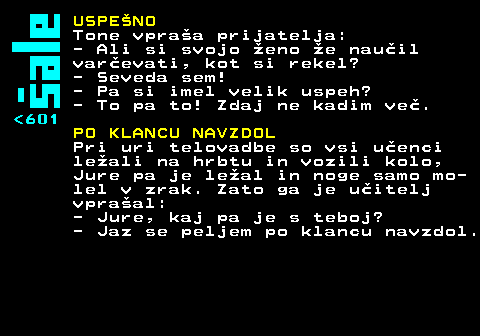 Šale
<601
USPEŠNO
Tone vpraša prijatelja:
- Ali si svojo ženo že naučil
varčevati, kot si rekel?
- Seveda sem!
- Pa si imel velik uspeh?
- To pa to! Zdaj ne kadim več.
PO KLANCU NAVZDOL
Pri uri telovadbe so vsi učenci
ležali na hrbtu in vozili kolo,
Jure pa je ležal in noge samo mo-
lel v zrak. Zato ga je učitelj
vprašal:
- Jure, kaj pa je s teboj?
- Jaz se peljem po klancu navzdol.